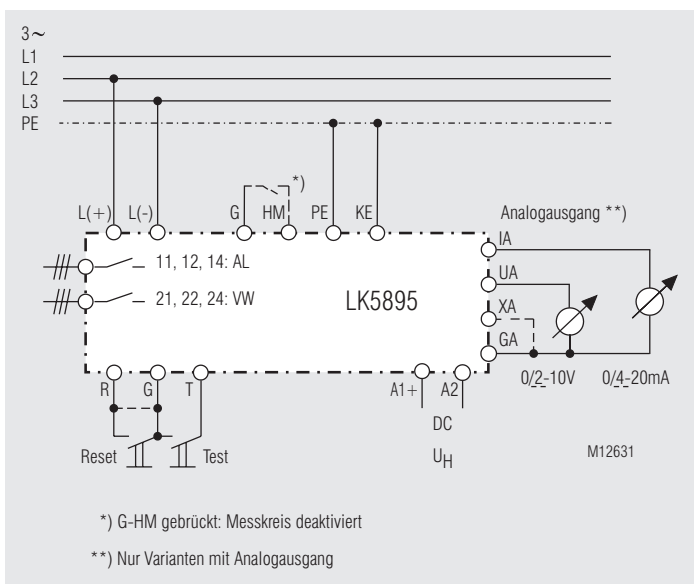 3~
L1
L2
L3
PE
*)
L(+) L(-) G HM PE KE Analogausgang **)
IA
11, 12, 14: AL
UA
21, 22, 24: VW
LK5895
XA
GA
R G T A1+ A2 0/2-10V 0/4-20mA
DC
Reset Test UH M12631
*) G-HM gebrückt: Messkreis deaktiviert
**) Nur Varianten mit Analogausgang